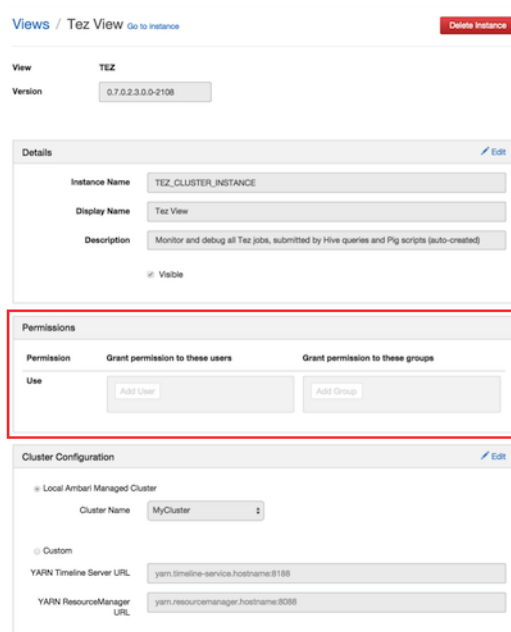 Views / Tez View Go to instance Delete Instance
View TEZ
Version 0.7.0.2.3.0.0-2108
Details Edit
Instance Name TEZ_CLUSTER_INSTANCE
Display Name Tez View
Description Monitor and debug all Tez jobs, submitted by Hive queries and Pig scripts (auto-created)
Visible
Permissions
Permission Grant permission to these users Grant permission to these groups
Use Add User Add Group
Cluster Configuration Edit
Local Ambari Managed Cluster
Cluster Name MyCluster
Custom
YARN Timeline Server URL yarn.timeline-service.hostname:8188
YARN ResourceManager yarn.resourcemanager.hostname:8088
URL